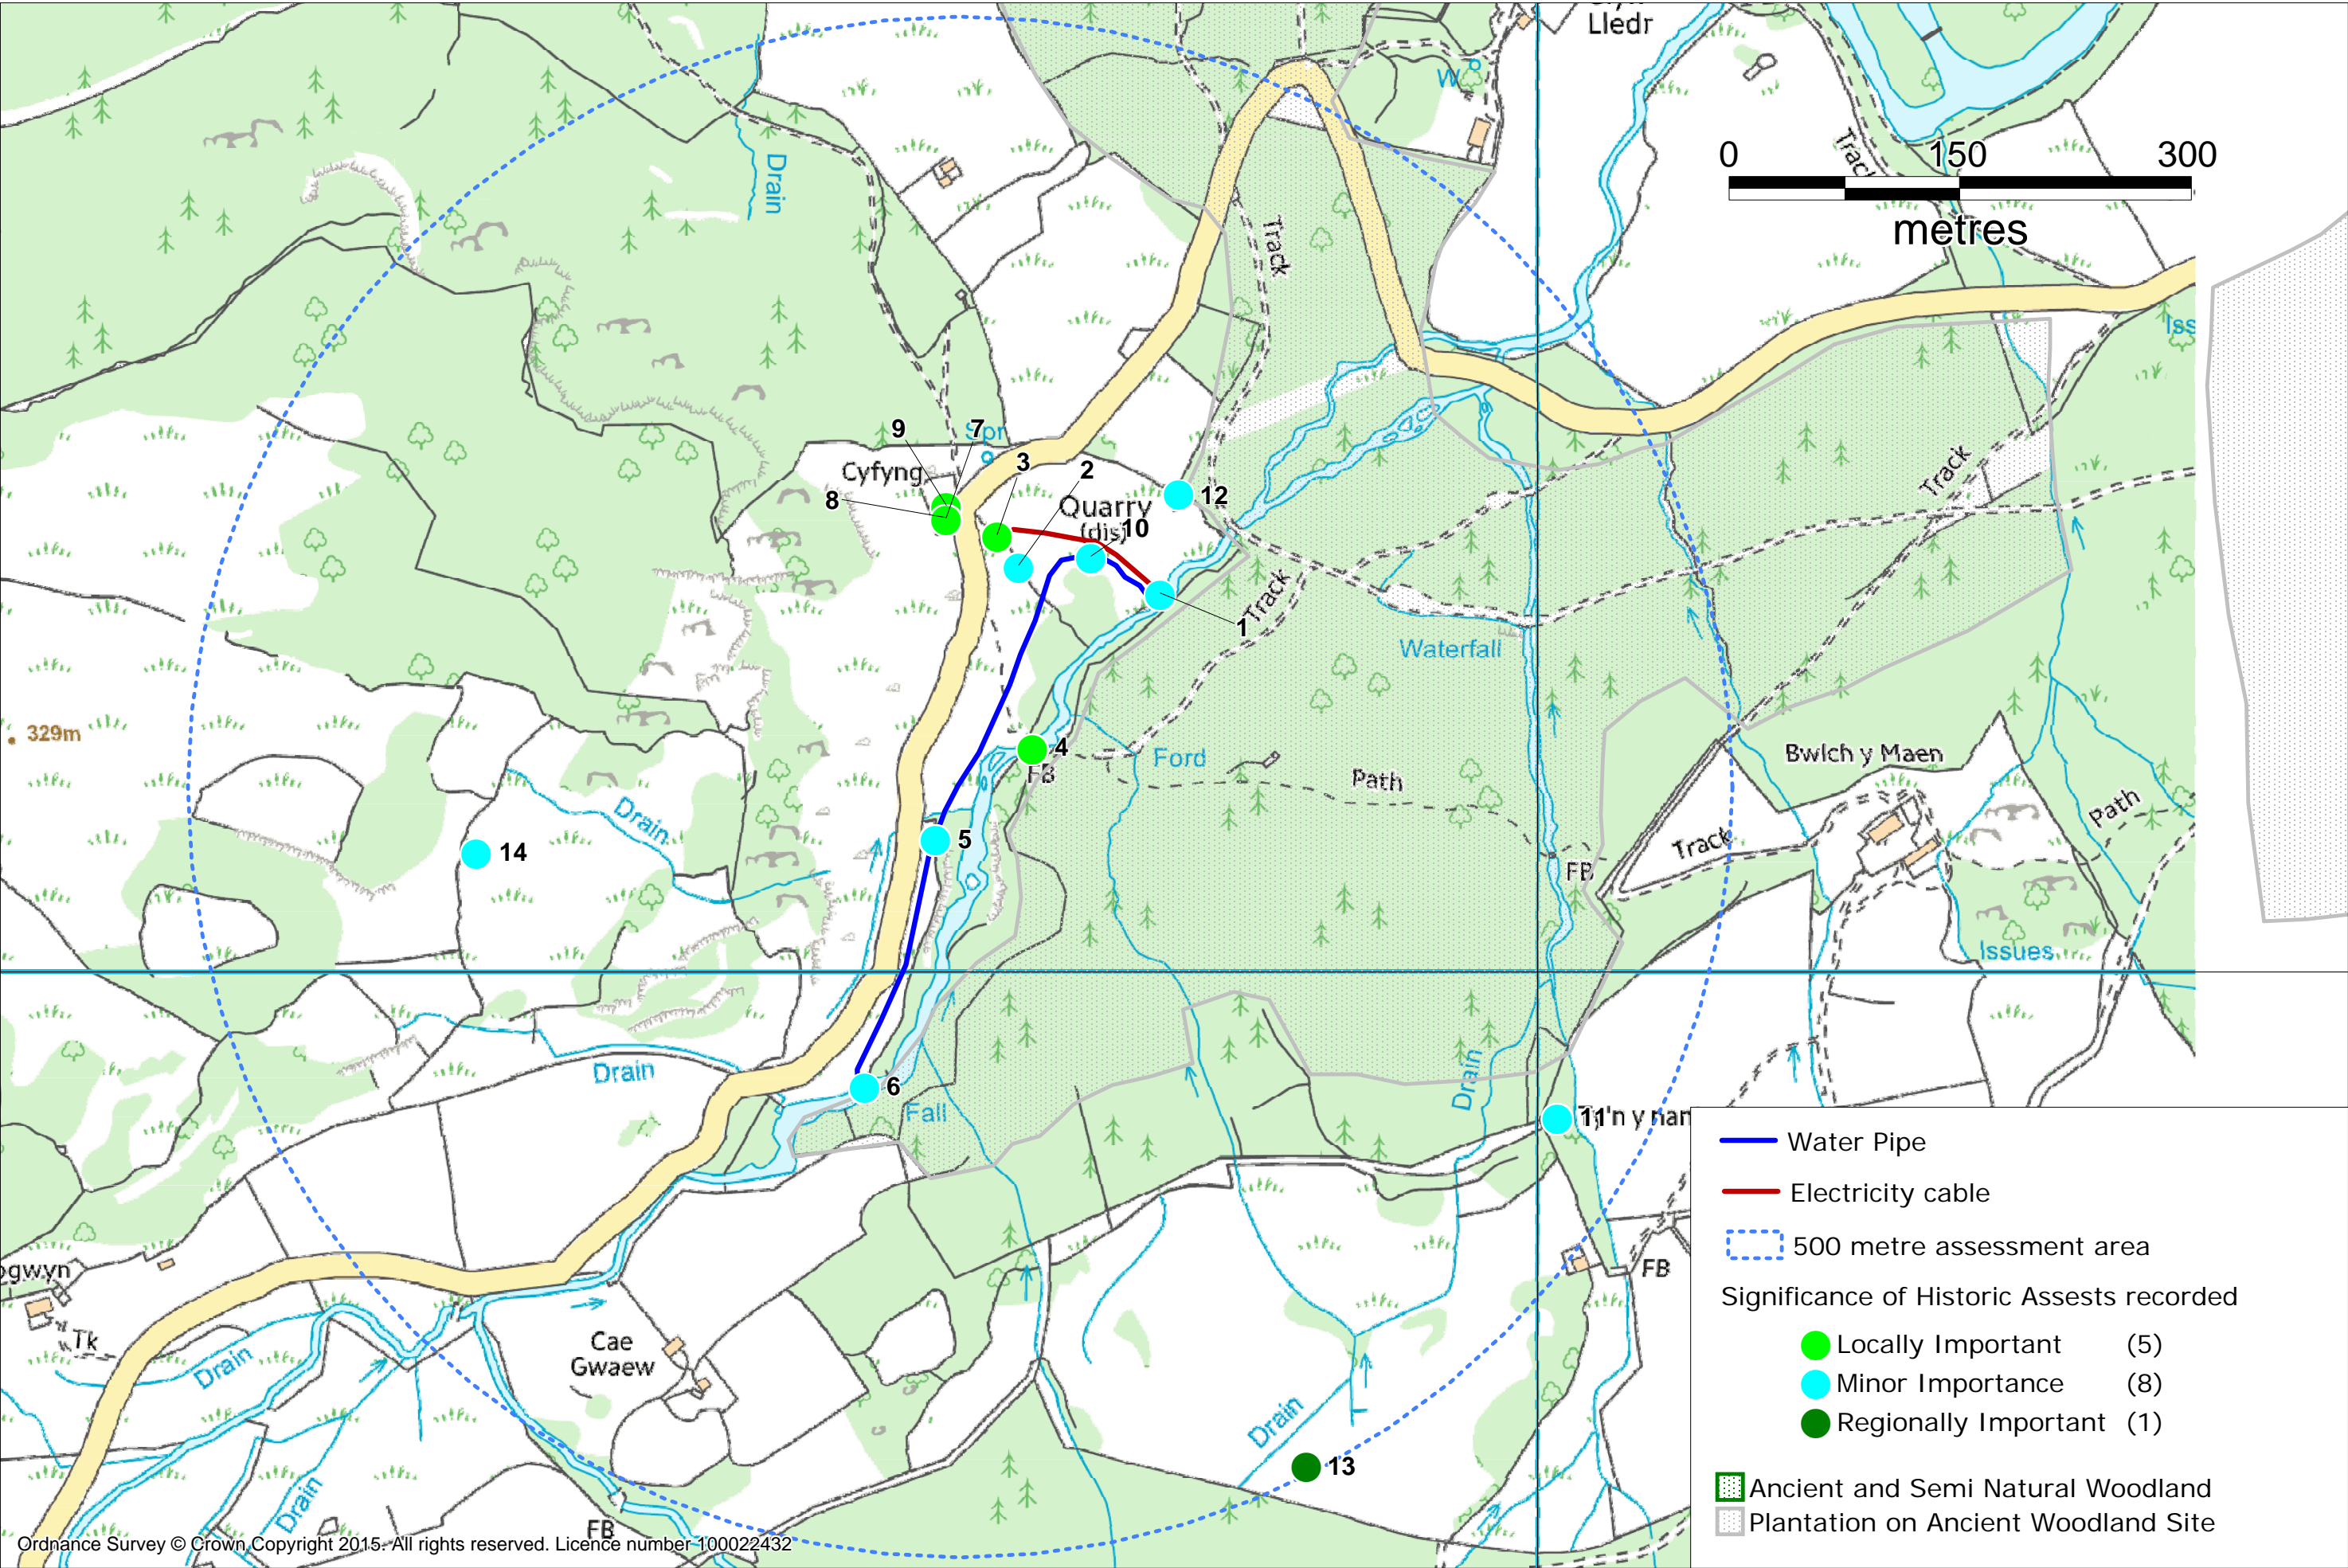 Lledr
W
0 150 300
metres
Track
Drain
Track
Iss
9
7
Spr
3
2
Cyfyng
8
Quarry
(dis)
10
12
Track
1
Track
Waterfall
329m
4
FB
Ford
Path
Bwlch y Maen
Path
Track
Drain
14
5
FB
Issues
Drain
6
Fall
Drain
11
ogwyn
Tk
Drain
Cae
Gwaew
FB
Drain
13
Drain
FB
Water Pipe
Electricity cable
500 metre assessment area
Significance of Historic Assests recorded
Locally Important (5)
Minor Importance (8)
Regionally Important (1)
Ancient and Semi Natural Woodland
Plantation on Ancient Woodland Site
Ordnance Survey © Crown Copyright 2015. All rights reserved. Licence number 100022432